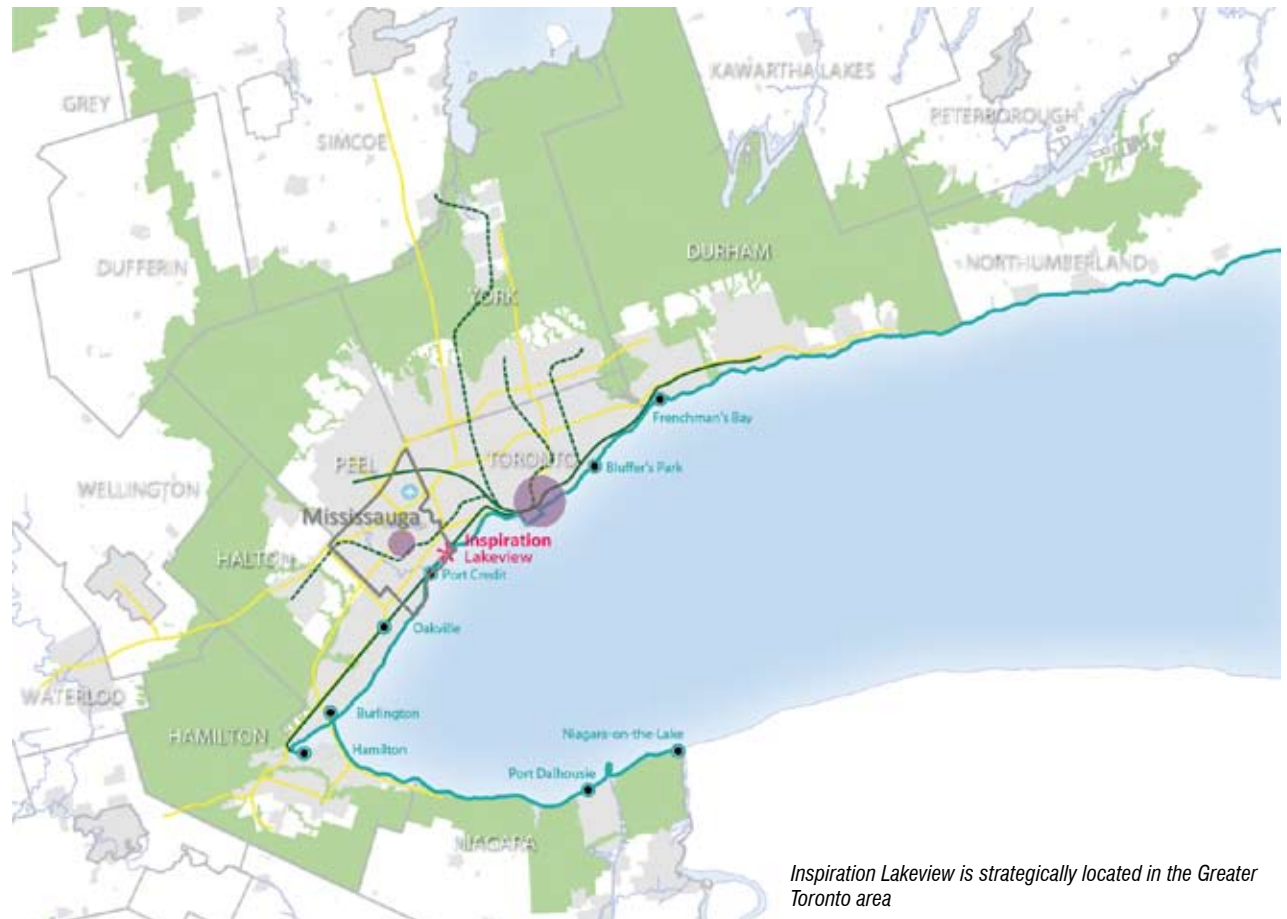 KAWARTHA LAKES
GREY
PETERBOROUGH
SIMCOE
DURHAM
DUFFERIN
NORTHUMBERLAND
YORK
Frenchman's Bay
PEEL
TORONTO
Bluffer's Park
WELLINGTON
Mississauga
Inspiration
Lakeview
HALTON
Port Credit
Oakville
WATERLOO
Burlington
HAMILTON
Niagara-on-the-Lake
Hamilton
Port Dalhousie
NIAGARA
Inspiration Lakeview is strategically located in the Greater
Toronto area